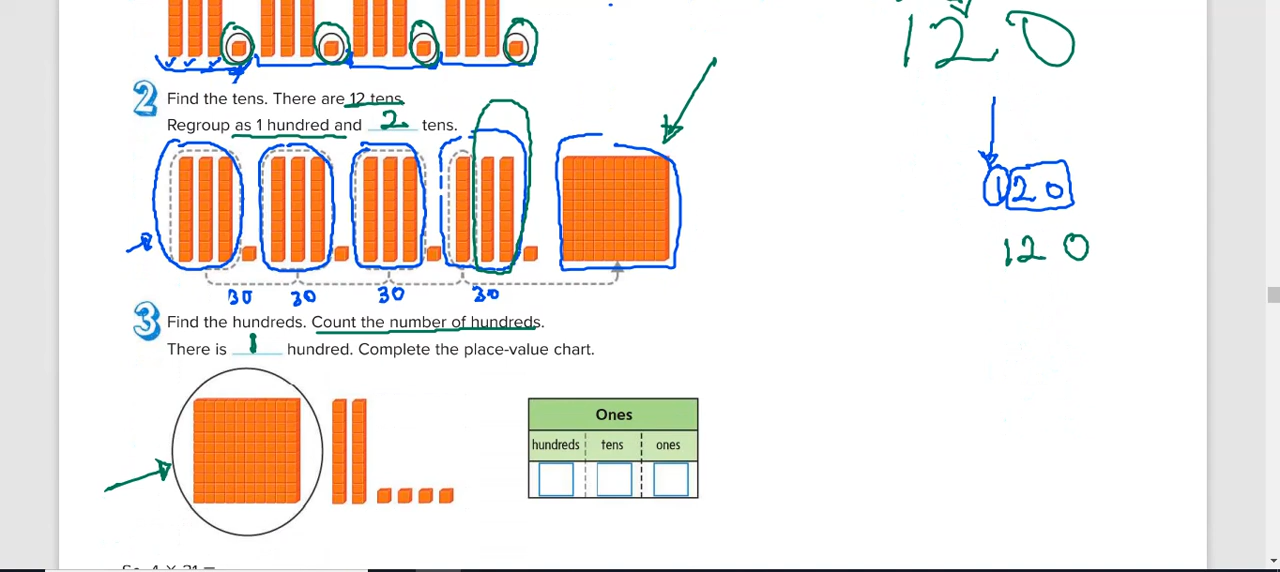 120
2 Find the tens. There are 12 tens.
Regroup as 1 hundred and 2 tens.
120
120
30 30 30 30
3 Find the hundreds. Count the number of hundreds.
There is 1 hundred. Complete the place-value chart.
Ones
hundreds tens ones